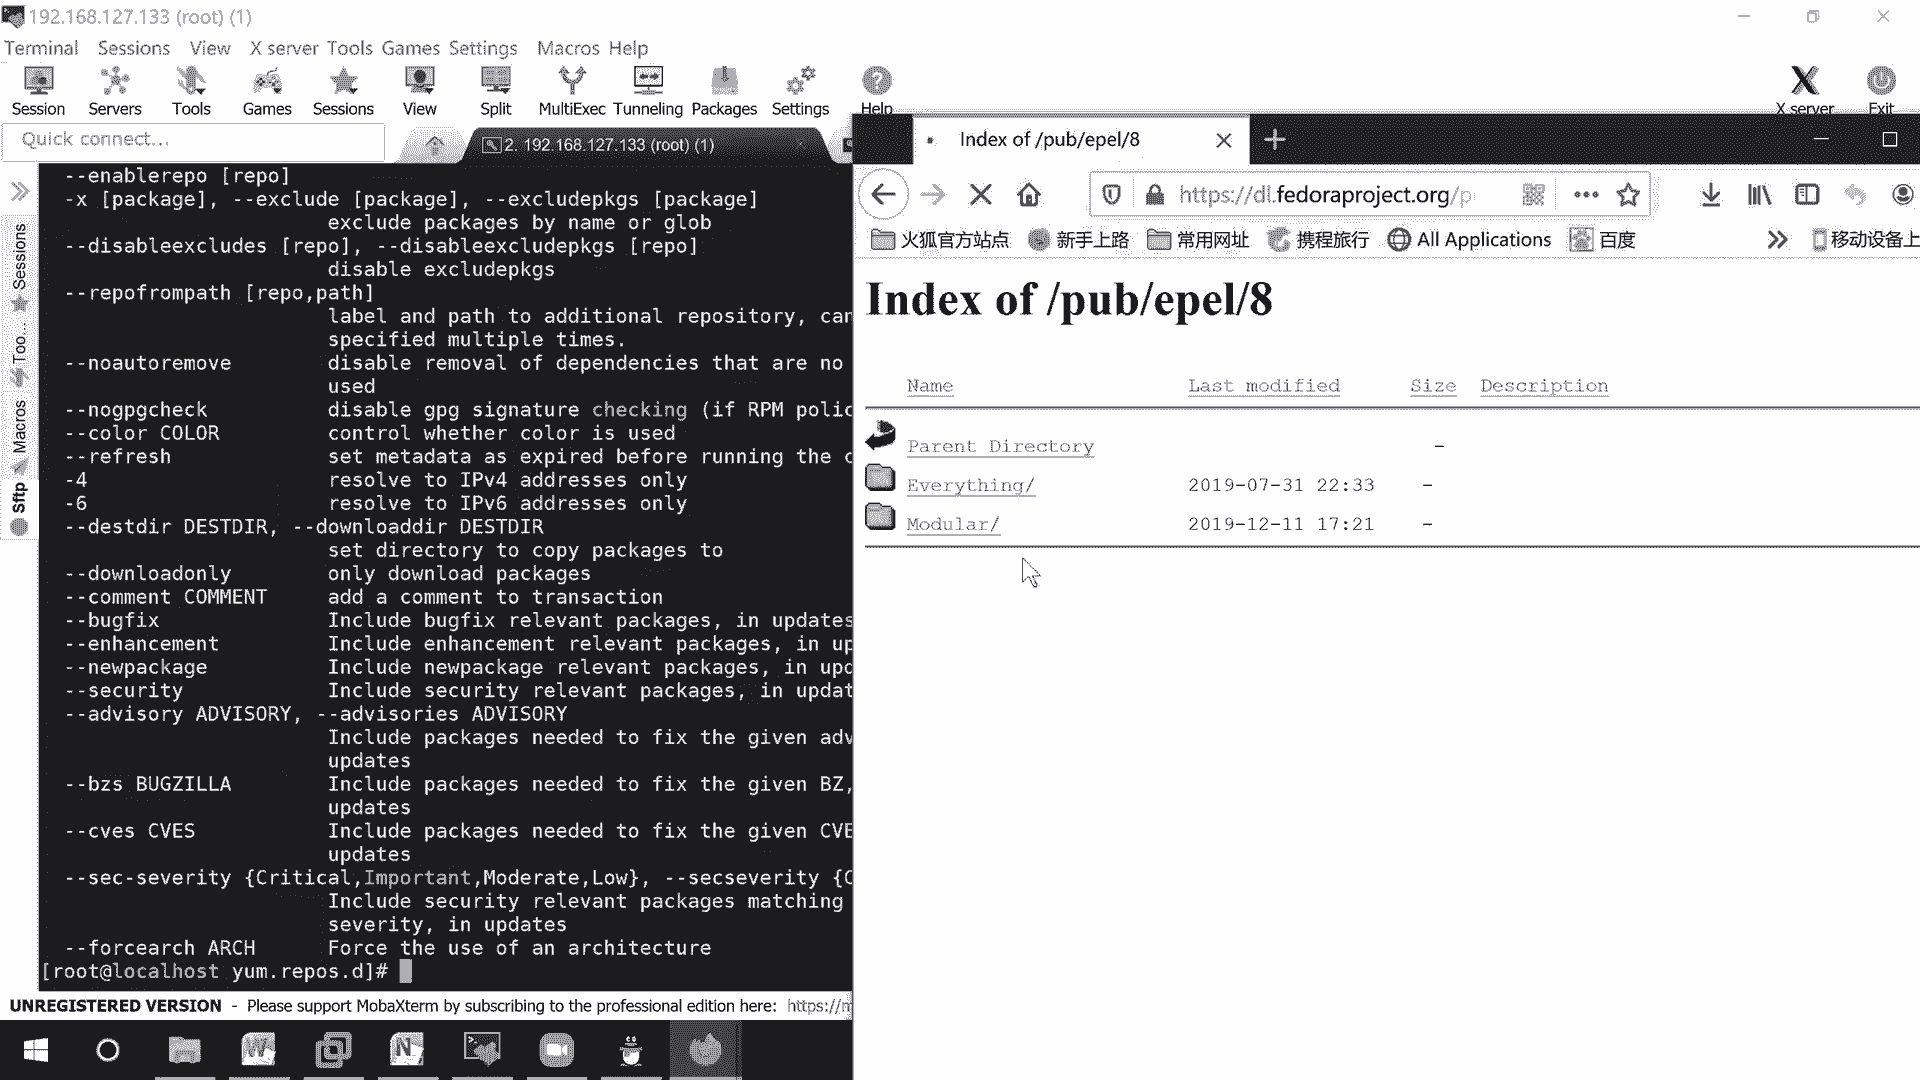 192.168.127.133 (root) (1)
Terminal Sessions View X server Tools Games Settings Macros Help
Session Servers Tools Games Sessions View Split MultiExec Tunneling Packages Settings Help
X server Exit
Quick connect...
2. 192.168.127.133 (root) (1)
Sessions
Too...
Macros
Sftp
--enablerepo [repo]
-x [package], --exclude [package], --excludepkgs [package]
exclude packages by name or glob
--disableexcludes [repo], --disableexcludepkgs [repo]
disable excludepkgs
--repofrompath [repo,path]
label and path to additional repository, can
specified multiple times.
--noautoremove disable removal of dependencies that are no
used
--nogpgcheck disable gpg signature checking (if RPM polic
--color COLOR control whether color is used
--refresh set metadata as expired before running the c
-4 resolve to IPv4 addresses only
-6 resolve to IPv6 addresses only
--destdir DESTDIR, --downloaddir DESTDIR
set directory to copy packages to
--downloadonly only download packages
--comment COMMENT add a comment to transaction
--bugfix Include bugfix relevant packages, in updates
--enhancement Include enhancement relevant packages, in up
--newpackage Include newpackage relevant packages, in upd
--security Include security relevant packages, in updat
--advisory ADVISORY, --advisories ADVISORY
Include packages needed to fix the given adv
updates
--bzs BUGZILLA Include packages needed to fix the given BZ,
updates
--cves CVES Include packages needed to fix the given CVE
updates
--sec-severity {Critical,Important,Moderate,Low}, --secseverity {C
Include security relevant packages matching
severity, in updates
--forcearch ARCH Force the use of an architecture
[root@localhost yum.repos.d]#
UNREGISTERED VERSION - Please support MobaXterm by subscribing to the professional edition here: https://m
Index of /pub/epel/8
https://dl.fedoraproject.org/p
火狐官方站点 新手上路 常用网址 携程旅行 All Applications 百度 移动设备上
Index of /pub/epel/8
Name Last modified Size Description
Parent Directory -
Everything/ 2019-07-31 22:33 -
Modular/ 2019-12-11 17:21 -